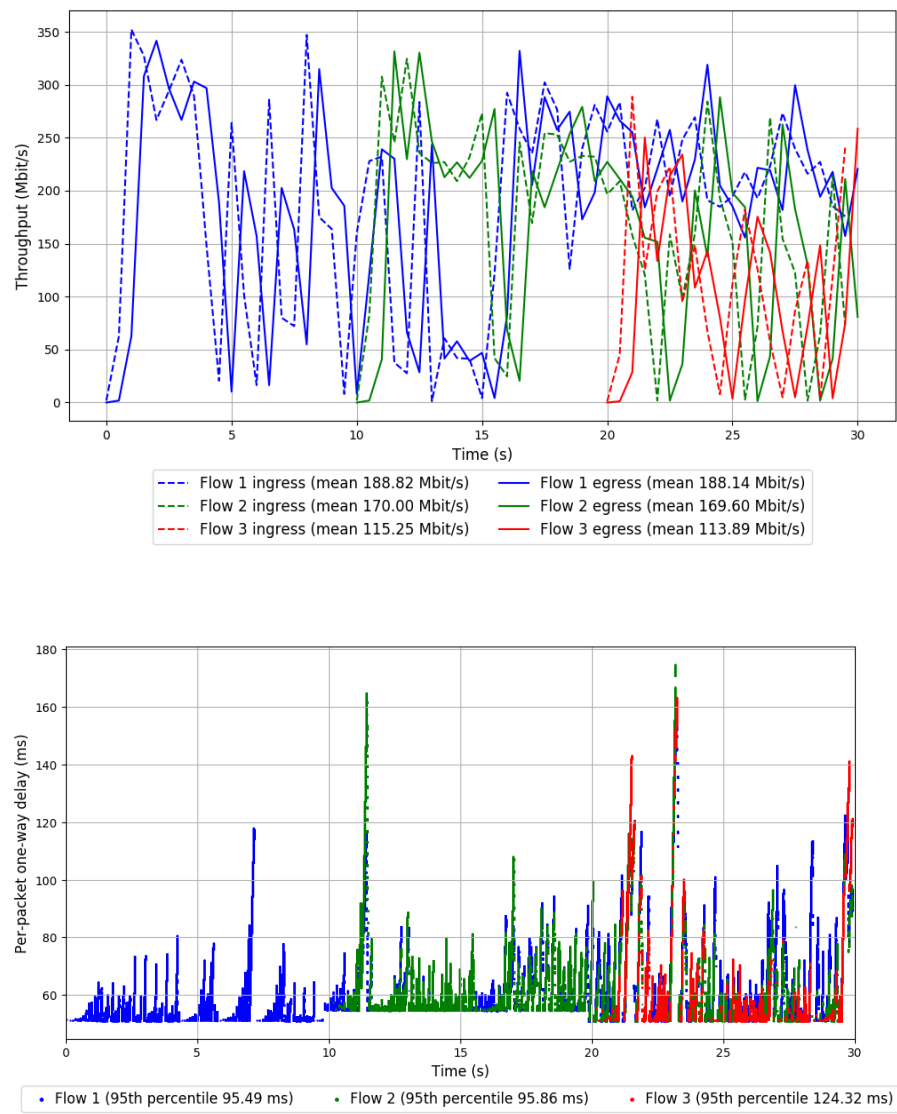 350
300
250
200
150
100
50
0
Throughput (Mbit/s)
0 5 10 15 20 25 30
Time (s)
Flow 1 ingress (mean 188.82 Mbit/s) Flow 1 egress (mean 188.14 Mbit/s)
Flow 2 ingress (mean 170.00 Mbit/s) Flow 2 egress (mean 169.60 Mbit/s)
Flow 3 ingress (mean 115.25 Mbit/s) Flow 3 egress (mean 113.89 Mbit/s)
180
160
140
120
100
80
60
Per-packet one-way delay (ms)
0 5 10 15 20 25 30
Time (s)
Flow 1 (95th percentile 95.49 ms) Flow 2 (95th percentile 95.86 ms) Flow 3 (95th percentile 124.32 ms)